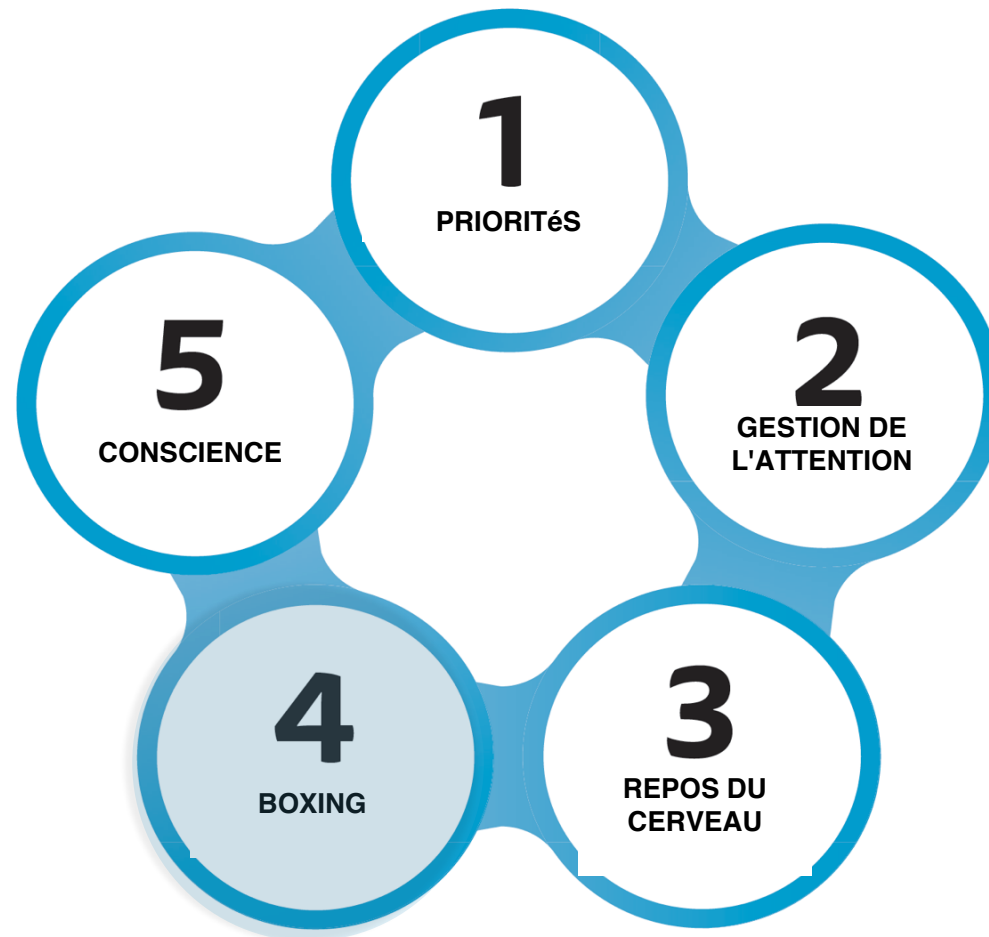 1
PRIORITéS
2
GESTION DE
L'ATTENTION
3
REPOS DU
CERVEAU
4
BOXING
5
CONSCIENCE